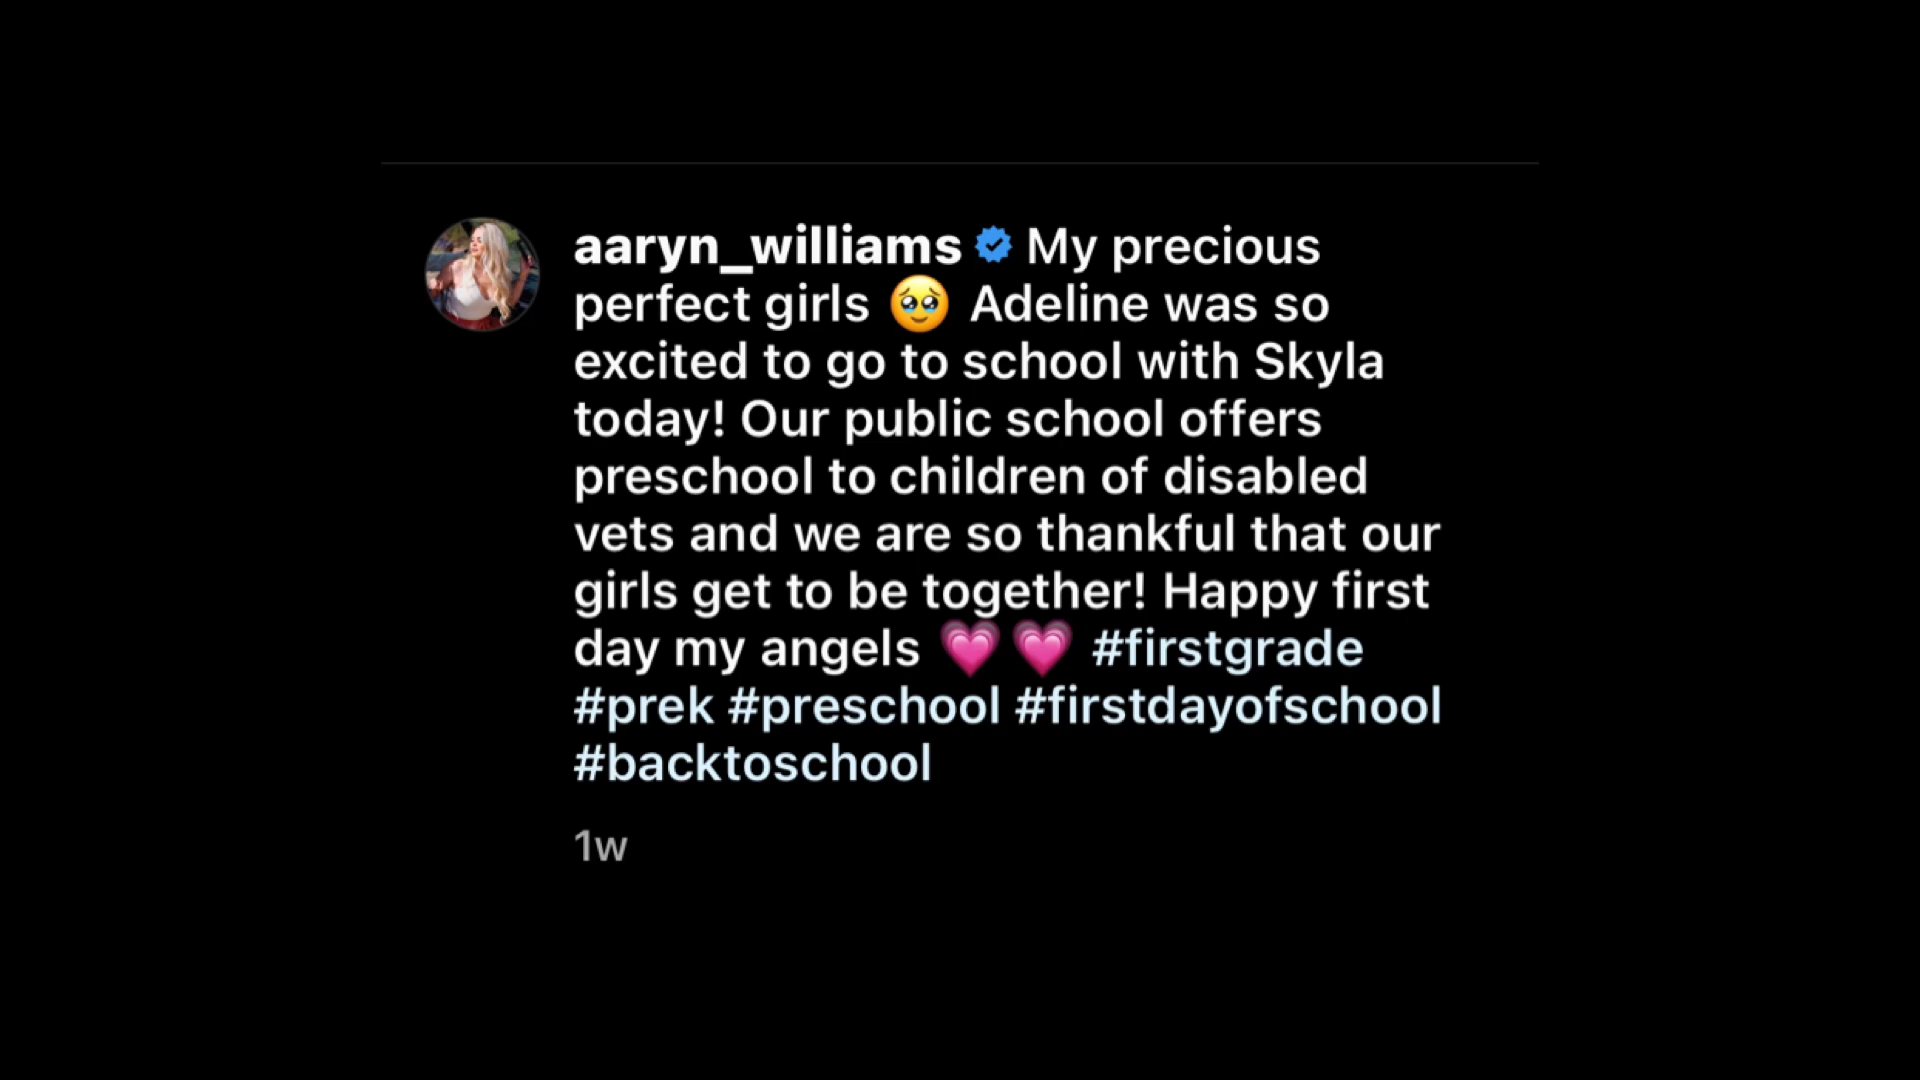 aaryn_williams My precious
perfect girls 🥹 Adeline was so
excited to go to school with Skyla
today! Our public school offers
preschool to children of disabled
vets and we are so thankful that our
girls get to be together! Happy first
day my angels 💗💗 #firstgrade
#prek #preschool #firstdayofschool
#backtoschool
1w